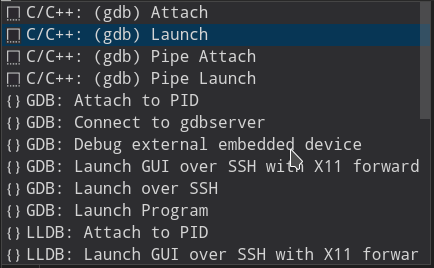 C/C++: (gdb) Attach
C/C++: (gdb) Launch
C/C++: (gdb) Pipe Attach
C/C++: (gdb) Pipe Launch
{} GDB: Attach to PID
{} GDB: Connect to gdbserver
{} GDB: Debug external embedded device
{} GDB: Launch GUI over SSH with X11 forward
{} GDB: Launch over SSH
{} GDB: Launch Program
{} LLDB: Attach to PID
{} LLDB: Launch GUI over SSH with X11 forwar